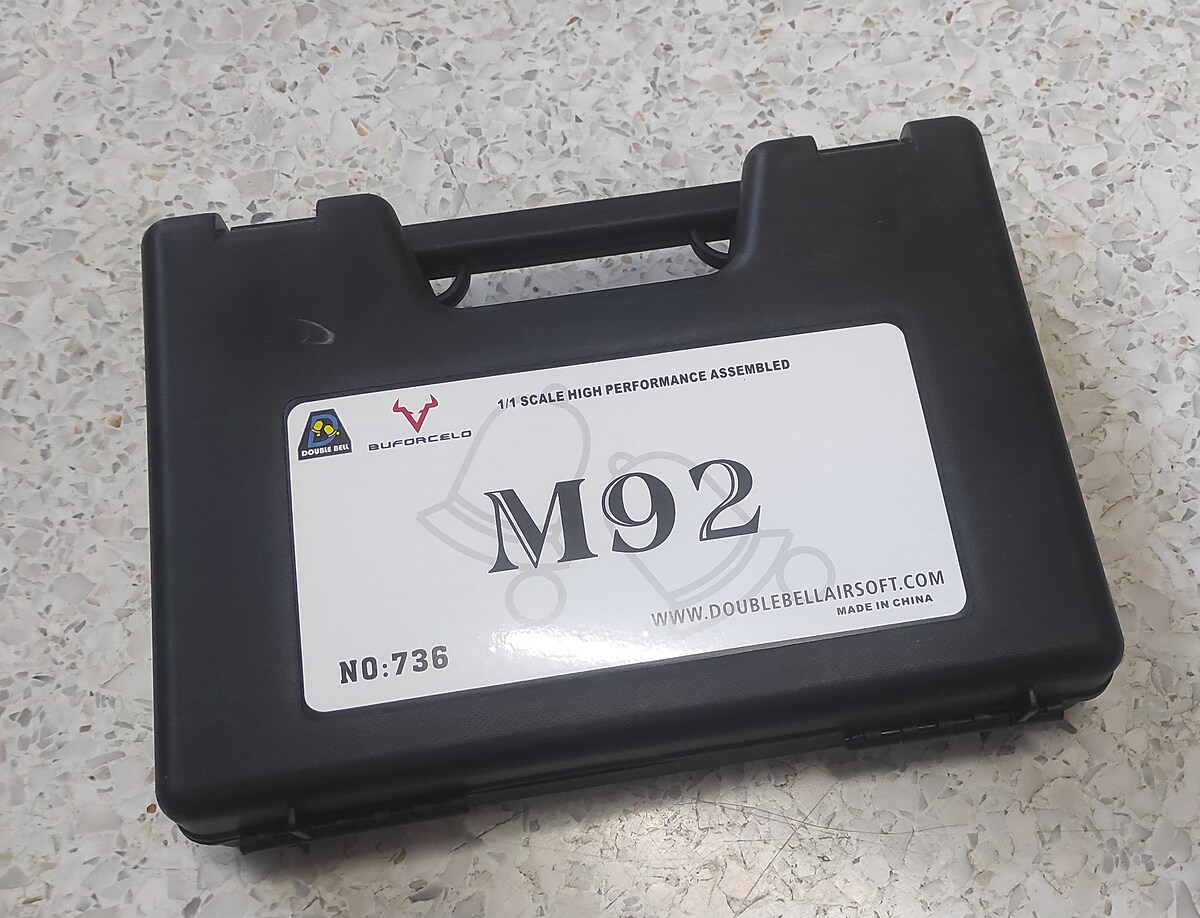 1/1 SCALE HIGH PERFORMANCE ASSEMBLED
DOUBLE BELL
BUFORCELO
M92
WWW.DOUBLEBELLAIRSOFT.COM
MADE IN CHINA
NO:736